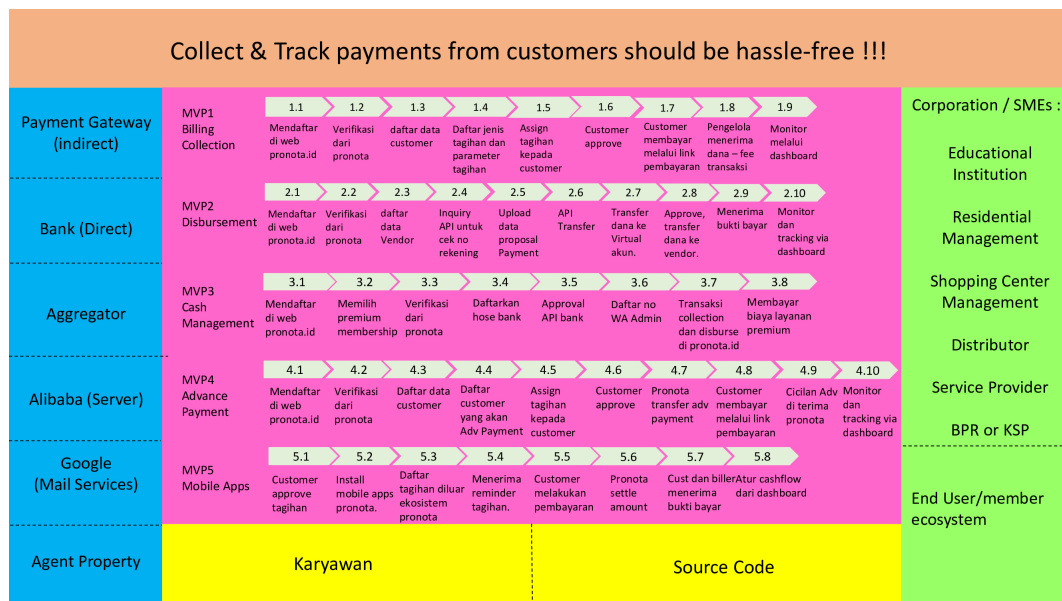 Collect & Track payments from customers should be hassle-free !!!
Payment Gateway
(indirect)
Bank (Direct)
Aggregator
Alibaba (Server)
Google
(Mail Services)
Agent Property
MVP1
Billing
Collection
1.1
1.2
1.3
1.4
1.5
1.6
1.7
1.8
1.9
Mendaftar
di web
pronota.id
Verifikasi
dari
pronota
daftar data
customer
Daftar jenis
tagihan dan
parameter
tagihan
Assign
tagihan
kepada
customer
Customer
approve
Customer
membayar
melalui link
pembayaran
Pengelola
menerima
dana – fee
transaksi
Monitor
melalui
dashboard
MVP2
Disbursement
2.1
2.2
2.3
2.4
2.5
2.6
2.7
2.8
2.9
2.10
Mendaftar
di web
pronota.id
Verifikasi
dari
pronota
daftar
data
Vendor
Inquiry
API untuk
cek no
rekening
Upload
data
proposal
Payment
API
Transfer
Transfer
dana ke
Virtual
akun.
Approve,
transfer
dana ke
vendor.
Menerima
bukti bayar
Monitor
dan
tracking via
dashboard
MVP3
Cash
Management
3.1
3.2
3.3
3.4
3.5
3.6
3.7
3.8
Mendaftar
di web
pronota.id
Memilih
premium
membership
Verifikasi
dari
pronota
Daftarkan
hose bank
Approval
API bank
Daftar no
WA Admin
Transaksi
collection
dan disburse
di pronota.id
Membayar
biaya layanan
premium
MVP4
Advance
Payment
4.1
4.2
4.3
4.4
4.5
4.6
4.7
4.8
4.9
4.10
Mendaftar
di web
pronota.id
Verifikasi
dari
pronota
Daftar data
customer
Daftar
customer
yang akan
Adv Payment
Assign
tagihan
kepada
customer
Customer
approve
Pronota
transfer adv
payment
Customer
membayar
melalui link
pembayaran
Cicilan Adv
di terima
pronota
Monitor
dan
tracking via
dashboard
MVP5
Mobile Apps
5.1
5.2
5.3
5.4
5.5
5.6
5.7
5.8
Customer
approve
tagihan
Install
mobile apps
pronota.
Daftar
tagihan diluar
ekosistem
pronota
Menerima
reminder
tagihan.
Customer
melakukan
pembayaran
Pronota
settle
amount
Cust dan biller
menerima
bukti bayar
Atur cashflow
dari dashboard
Karyawan
Source Code
Corporation / SMEs :
Educational
Institution
Residential
Management
Shopping Center
Management
Distributor
Service Provider
BPR or KSP
End User/member
ecosystem